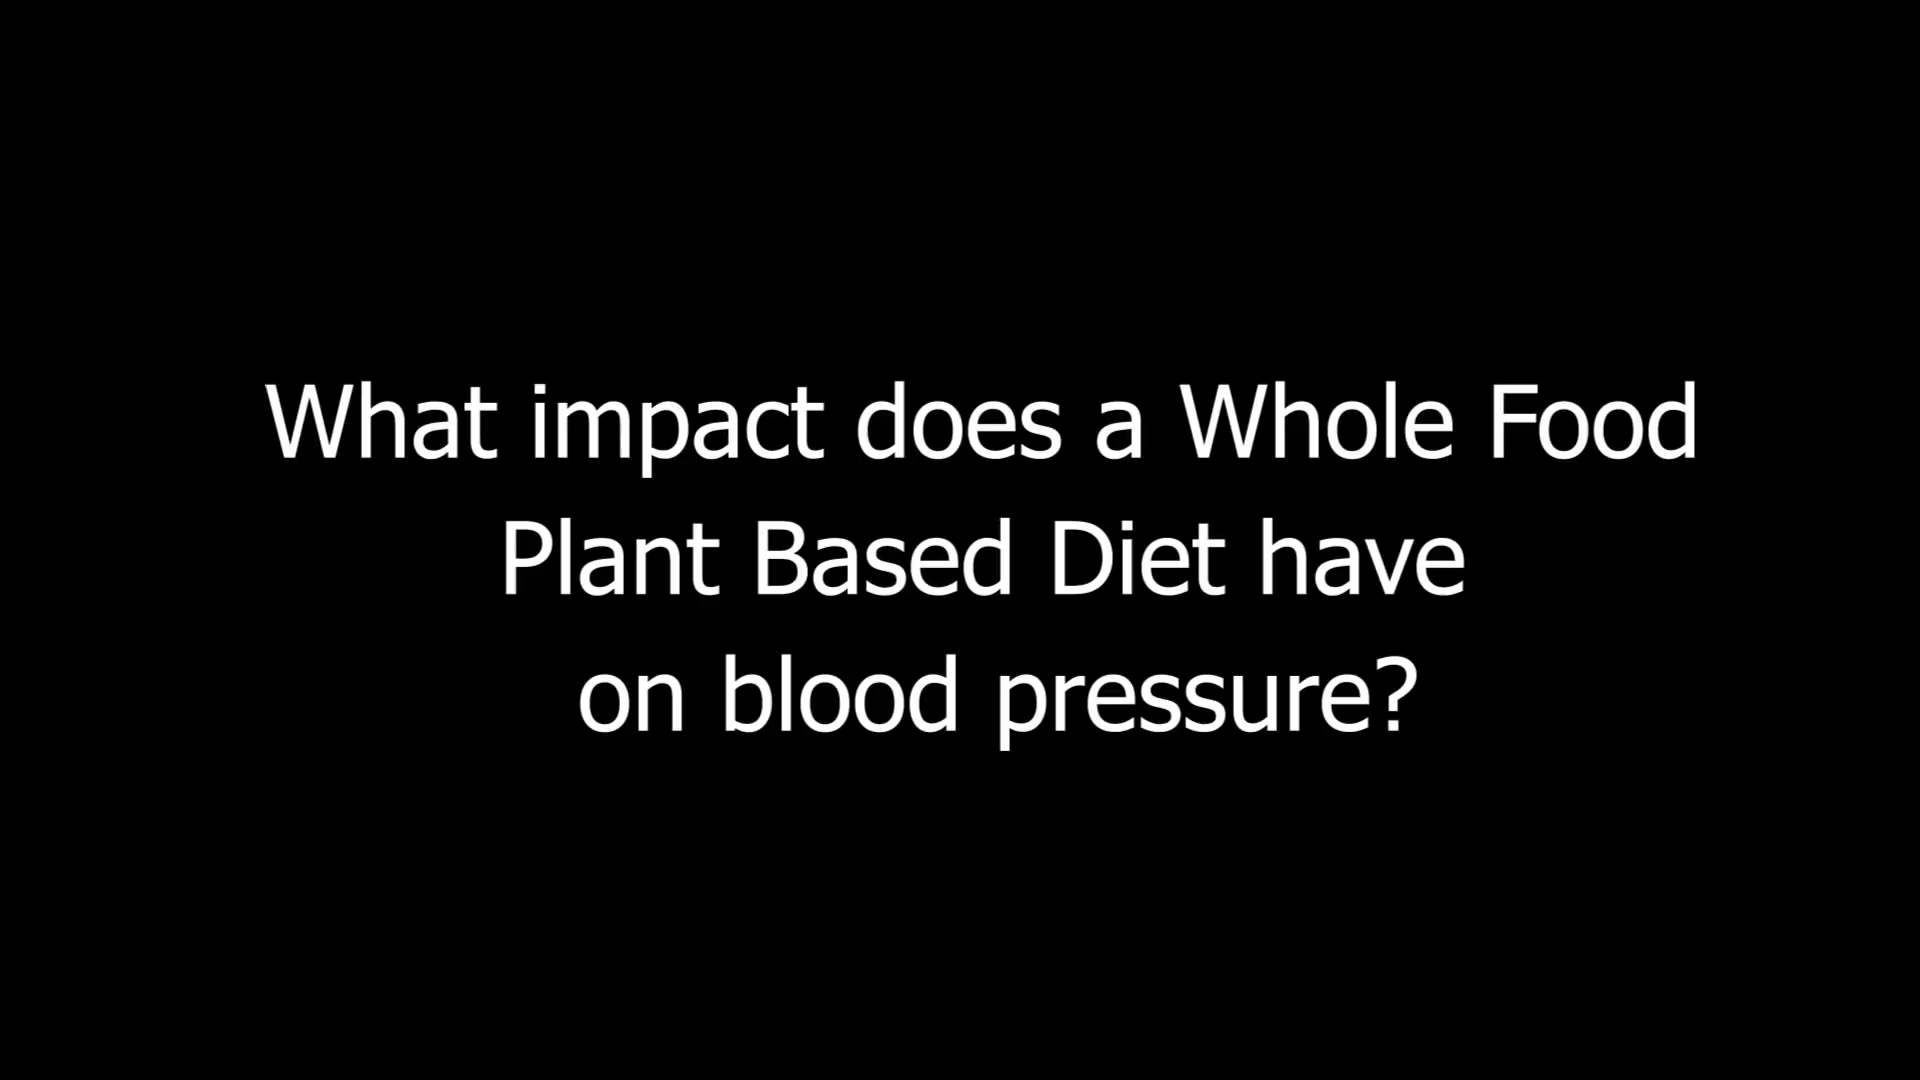 What impact does a Whole Food
Plant Based Diet have
on blood pressure?